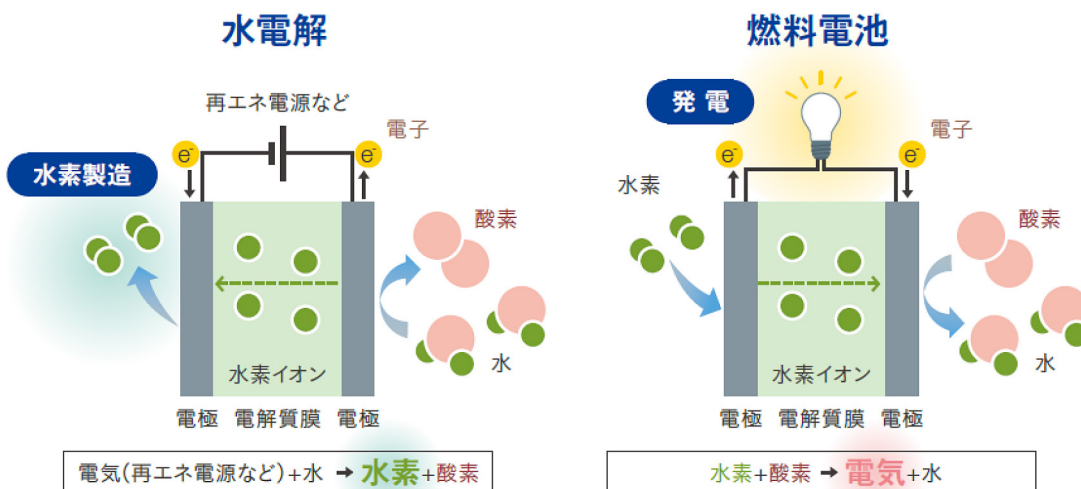 水電解
再エネ電源など
電子
e⁻
e⁻
水素製造
酸素
水
水素イオン
電極 電解質膜 電極
電気(再エネ電源など)+水 → 水素+酸素
燃料電池
発電
電子
e⁻
e⁻
水素
酸素
水
水素イオン
電極 電解質膜 電極
水素+酸素 → 電気+水